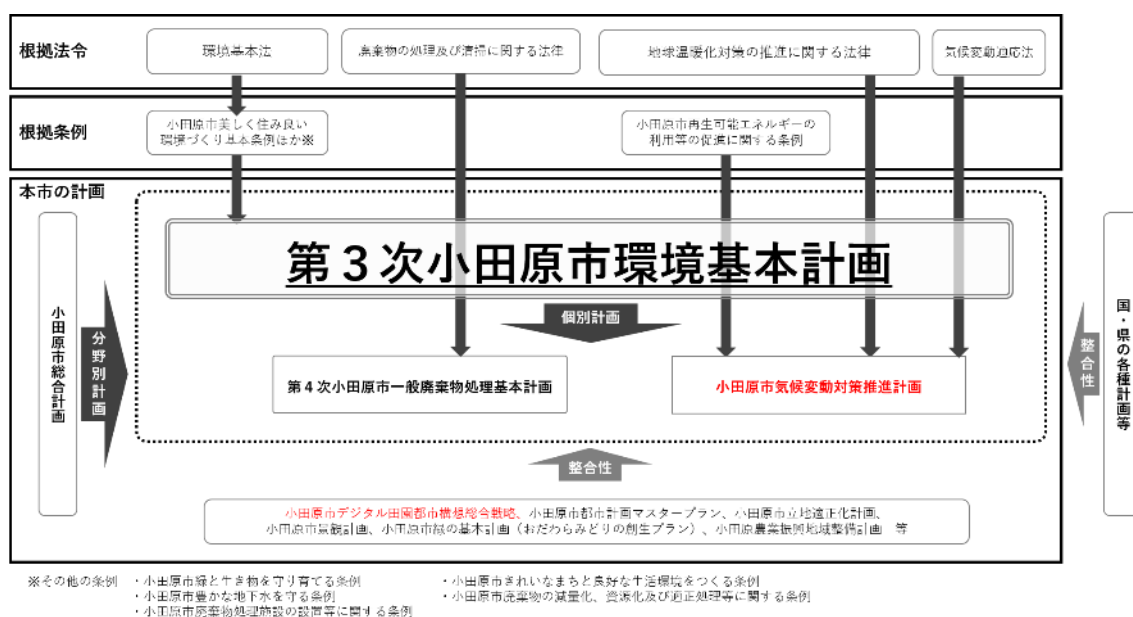 根拠法令
環境基本法
廃棄物の処理及び清掃に関する法律
地球温暖化対策の推進に関する法律
気候変動適応法
根拠条例
小田原市美しく住み良い
環境づくり基本条例ほか※
小田原市再生可能エネルギーの
利用等の促進に関する条例
本市の計画
第３次小田原市環境基本計画
小田原市総合計画
分野別計画
個別計画
第４次小田原市一般廃棄物処理基本計画
小田原市気候変動対策推進計画
整合性
国・県の各種計画等
整合性
小田原市デジタル田園都市構想総合戦略、小田原市都市計画マスタープラン、小田原市立地適正化計画、
小田原市景観計画、小田原市緑の基本計画（おだわらみどりの創生プラン）、小田原農業振興地域整備計画　等
※その他の条例　・小田原市緑と生き物を守り育てる条例
・小田原市豊かな地下水を守る条例
・小田原市廃棄物処理施設の設置等に関する条例
・小田原市きれいなまちと良好な生活環境をつくる条例
・小田原市廃棄物の減量化、資源化及び適正処理等に関する条例